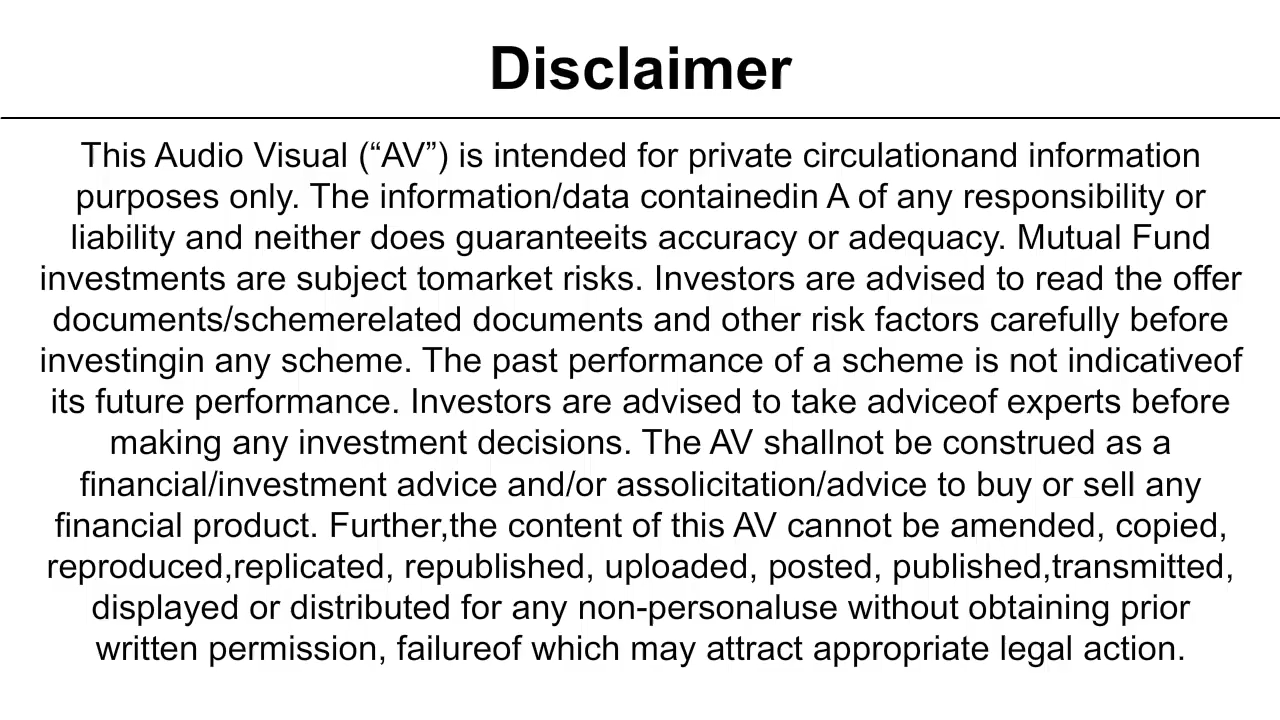 Disclaimer
This Audio Visual (“AV”) is intended for private circulationand information
purposes only. The information/data containedin A of any responsibility or
liability and neither does guaranteeits accuracy or adequacy. Mutual Fund
investments are subject tomarket risks. Investors are advised to read the offer
documents/schemerelated documents and other risk factors carefully before
investingin any scheme. The past performance of a scheme is not indicativeof
its future performance. Investors are advised to take adviceof experts before
making any investment decisions. The AV shallnot be construed as a
financial/investment advice and/or assolicitation/advice to buy or sell any
financial product. Further,the content of this AV cannot be amended, copied,
reproduced,replicated, republished, uploaded, posted, published,transmitted,
displayed or distributed for any non-personaluse without obtaining prior
written permission, failureof which may attract appropriate legal action.